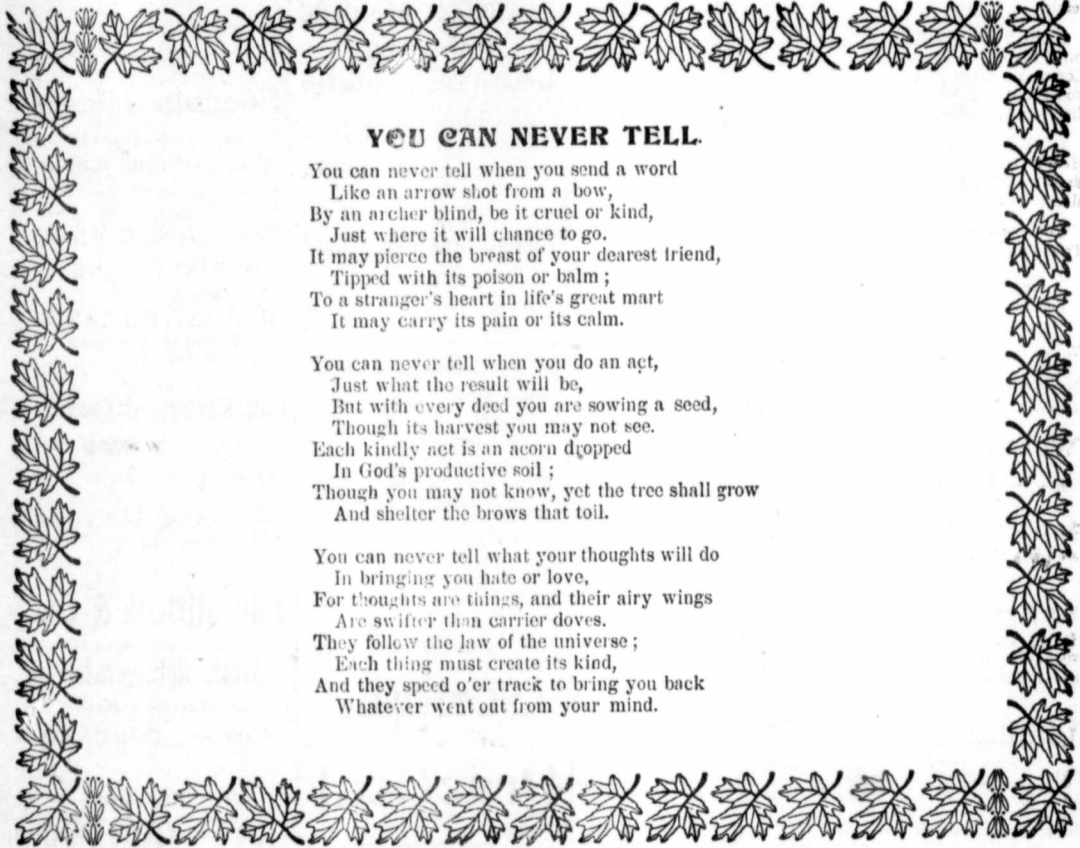 YOU CAN NEVER TELL.
You can never tell when you send a word
Like an arrow shot from a bow,
By an archer blind, be it cruel or kind,
Just where it will chance to go.
It may pierce the breast of your dearest friend,
Tipped with its poison or balm ;
To a stranger's heart in life's great mart
It may carry its pain or its calm.
You can never tell when you do an act,
Just what the result will be,
But with every deed you are sowing a seed,
Though its harvest you may not see.
Each kindly act is an acorn dropped
In God's productive soil ;
Though you may not know, yet the tree shall grow
And shelter the brows that toil.
You can never tell what your thoughts will do
In bringing you hate or love,
For thoughts are things, and their airy wings
Are swifter than carrier doves.
They follow the law of the universe ;
Each thing must create its kind,
And they speed o'er track to bring you back
Whatever went out from your mind.